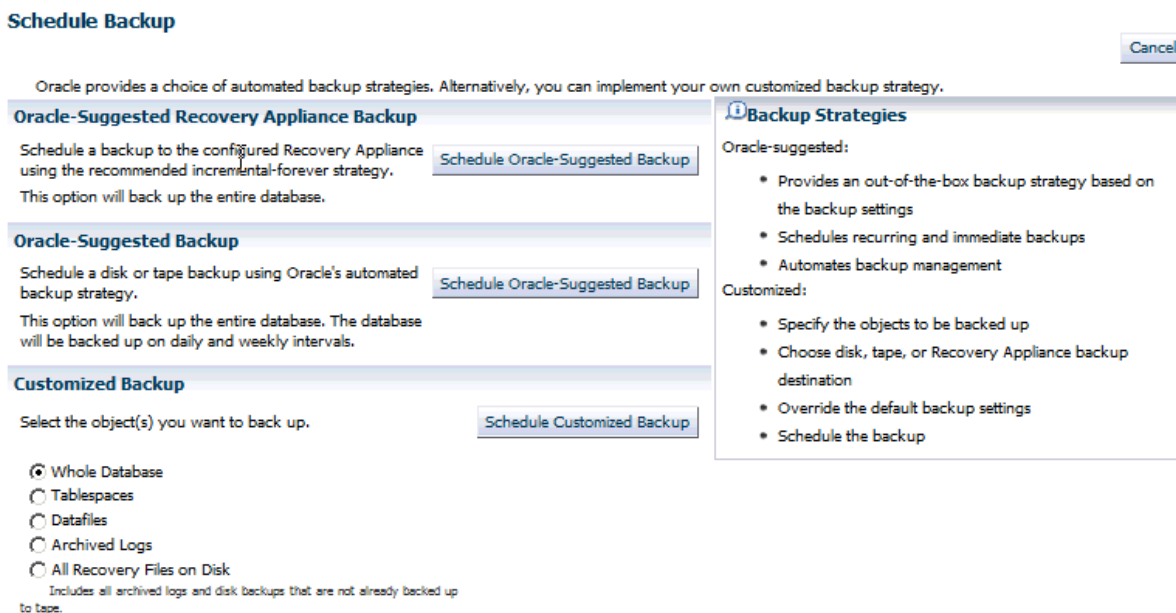 Schedule Backup
Cancel
Oracle provides a choice of automated backup strategies. Alternatively, you can implement your own customized backup strategy.
Oracle-Suggested Recovery Appliance Backup
Schedule a backup to the configured Recovery Appliance
using the recommended incremental-forever strategy.
Schedule Oracle-Suggested Backup
This option will back up the entire database.
Oracle-Suggested Backup
Schedule a disk or tape backup using Oracle's automated
backup strategy.
Schedule Oracle-Suggested Backup
This option will back up the entire database. The database
will be backed up on daily and weekly intervals.
Customized Backup
Select the object(s) you want to back up.
Schedule Customized Backup
Whole Database
Tablespaces
Datafiles
Archived Logs
All Recovery Files on Disk
Includes all archived logs and disk backups that are not already backed up
to tape.
Backup Strategies
Oracle-suggested:
• Provides an out-of-the-box backup strategy based on
the backup settings
• Schedules recurring and immediate backups
• Automates backup management
Customized:
• Specify the objects to be backed up
• Choose disk, tape, or Recovery Appliance backup
destination
• Override the default backup settings
• Schedule the backup